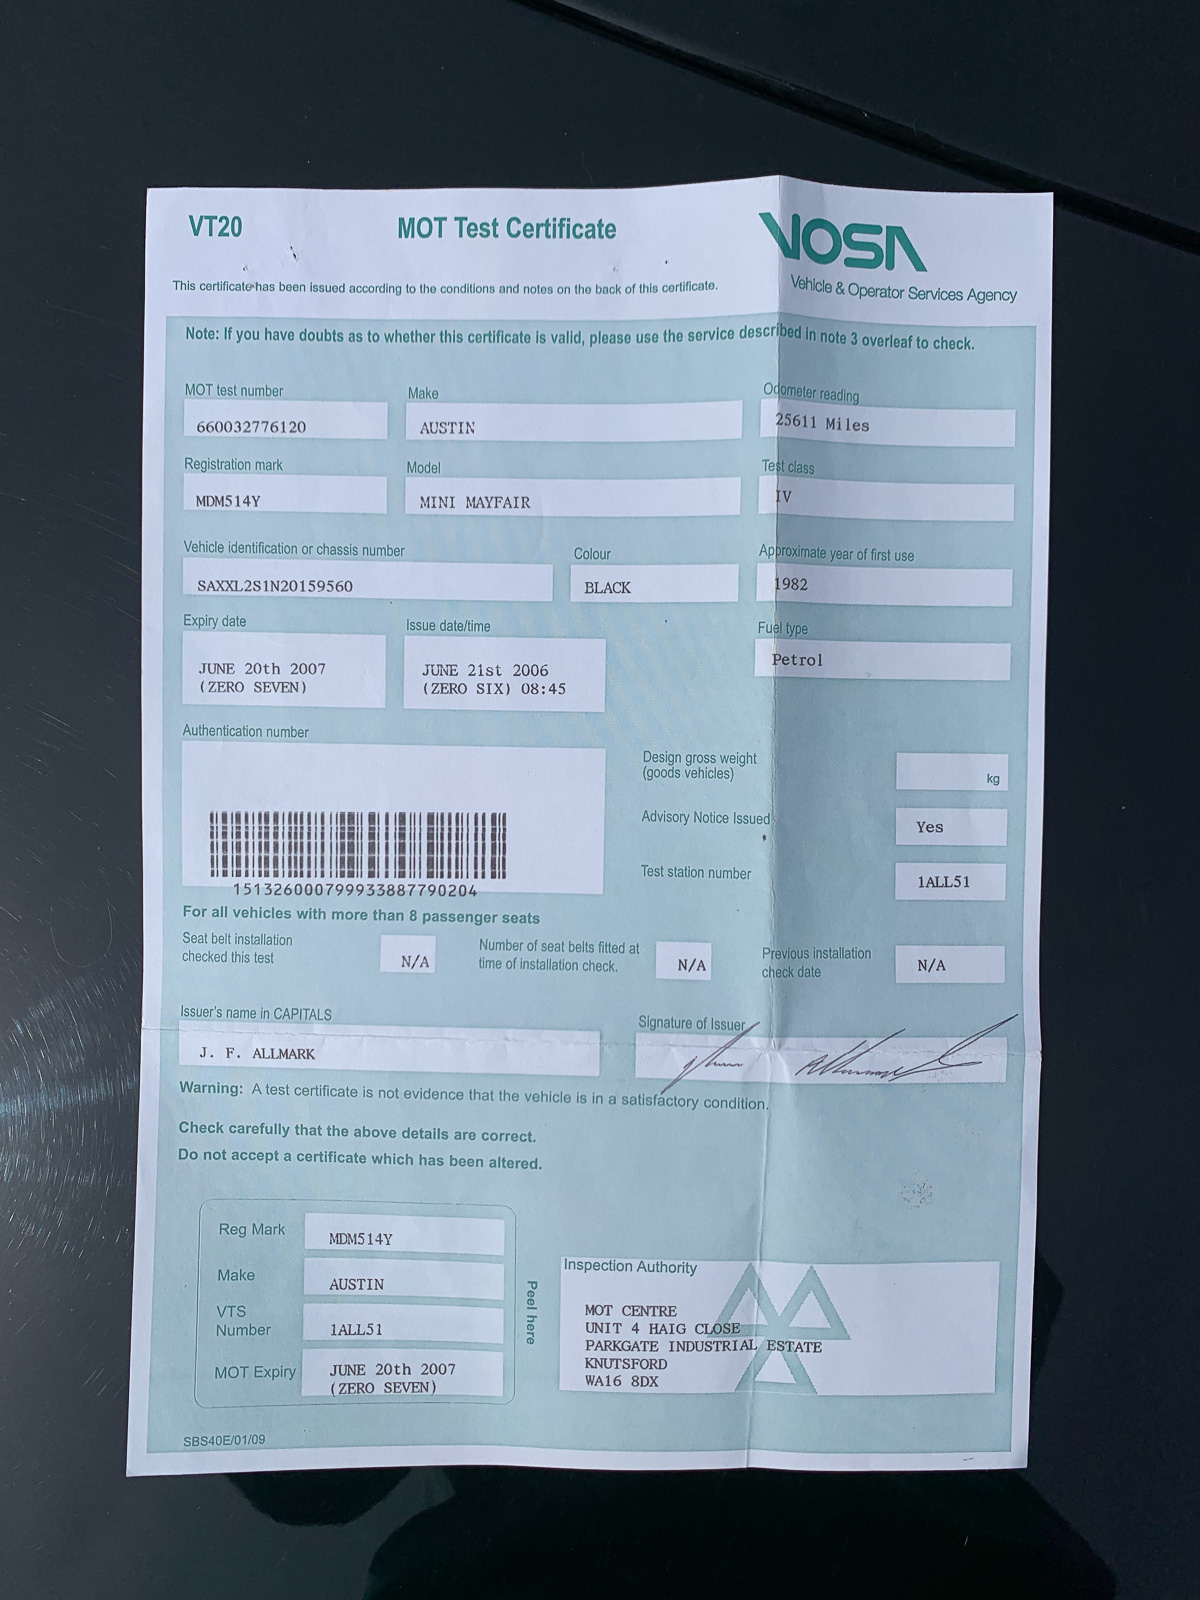 VT20
MOT Test Certificate
VOSA
Vehicle & Operator Services Agency
This certificate has been issued according to the conditions and notes on the back of this certificate.
Note: If you have doubts as to whether this certificate is valid, please use the service described in note 3 overleaf to check.
MOT test number
Make
Odometer reading
660032776120
AUSTIN
25611 Miles
Registration mark
Model
Test class
MDM514Y
MINI MAYFAIR
IV
Vehicle identification or chassis number
Colour
Approximate year of first use
SAXXL2S1N20159560
BLACK
1982
Expiry date
Issue date/time
Fuel type
JUNE 20th 2007
(ZERO SEVEN)
JUNE 21st 2006
(ZERO SIX) 08:45
Petrol
Authentication number
151326000799933887790204
Design gross weight
(goods vehicles)
kg
Advisory Notice Issued
Yes
Test station number
1ALL51
For all vehicles with more than 8 passenger seats
Seat belt installation
checked this test
N/A
Number of seat belts fitted at
time of installation check.
N/A
Previous installation
check date
N/A
Issuer's name in CAPITALS
Signature of Issuer
J. F. ALLMARK
Warning: A test certificate is not evidence that the vehicle is in a satisfactory condition.
Check carefully that the above details are correct.
Do not accept a certificate which has been altered.
Reg Mark
MDM514Y
Make
AUSTIN
VTS
Number
1ALL51
MOT Expiry
JUNE 20th 2007
(ZERO SEVEN)
Peel here
Inspection Authority
MOT CENTRE
UNIT 4 HAIG CLOSE
PARKGATE INDUSTRIAL ESTATE
KNUTSFORD
WA16 8DX
SBS40E/01/09